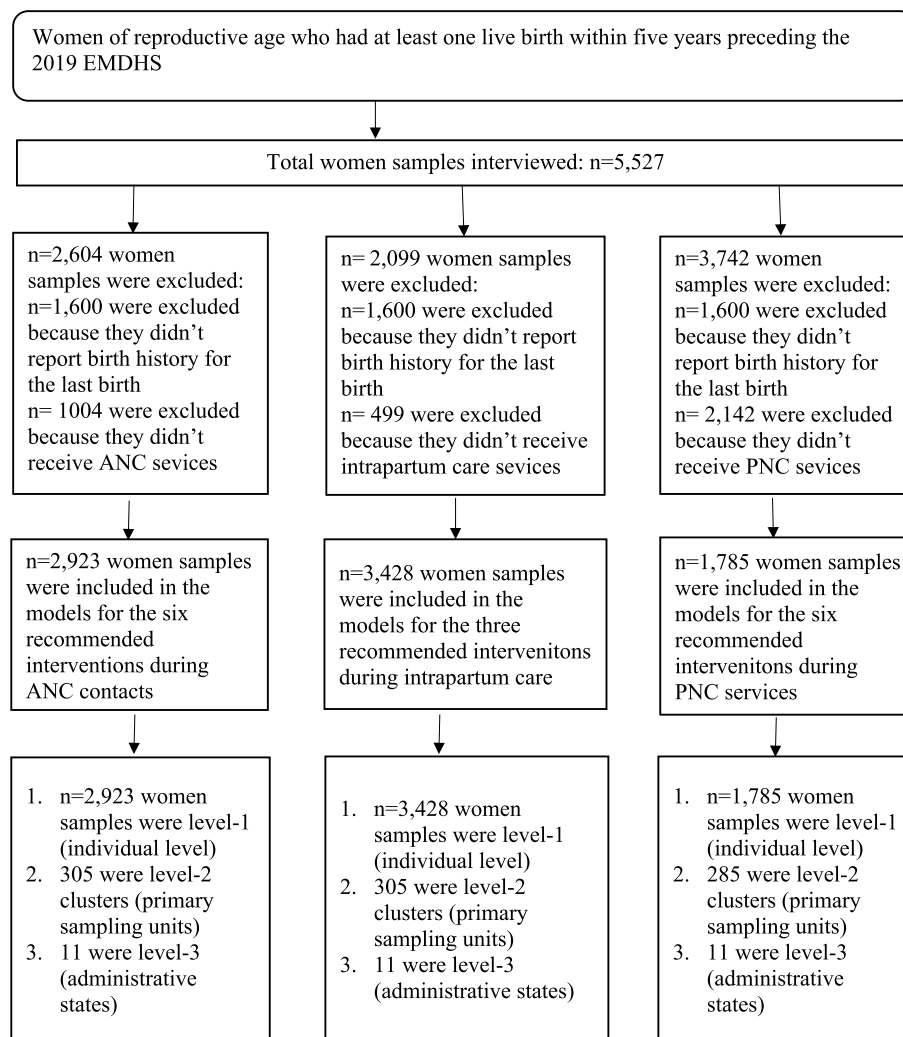 Women of reproductive age who had at least one live birth within five years preceding the
2019 EMDHS
Total women samples interviewed: n=5,527
n=2,604 women
samples were excluded:
n=1,600 were excluded
because they didn’t
report birth history for
the last birth
n= 1004 were excluded
because they didn’t
receive ANC sevices
n= 2,099 women samples
were excluded:
n=1,600 were excluded
because they didn’t report
birth history for the last
birth
n= 499 were excluded
because they didn’t receive
intrapartum care sevices
n=3,742 women
samples were excluded:
n=1,600 were excluded
because they didn’t
report birth history for
the last birth
n= 2,142 were excluded
because they didn’t
receive PNC sevices
n=2,923 women samples
were included in the
models for the six
recommended
interventions during
ANC contacts
n=3,428 women samples
were included in the
models for the three
recommended intervenitons
during intrapartum care
n=1,785 women samples
were included in the
models for the six
recommended
intervenitons during
PNC services
1. n=2,923 women
samples were level-1
(individual level)
2. 305 were level-2
clusters (primary
sampling units)
3. 11 were level-3
(administrative
states)
1. n=3,428 women
samples were level-1
(individual level)
2. 305 were level-2
clusters (primary
sampling units)
3. 11 were level-3
(administrative states)
1. n=1,785 women
samples were level-1
(individual level)
2. 285 were level-2
clusters (primary
sampling units)
3. 11 were level-3
(administrative
states)